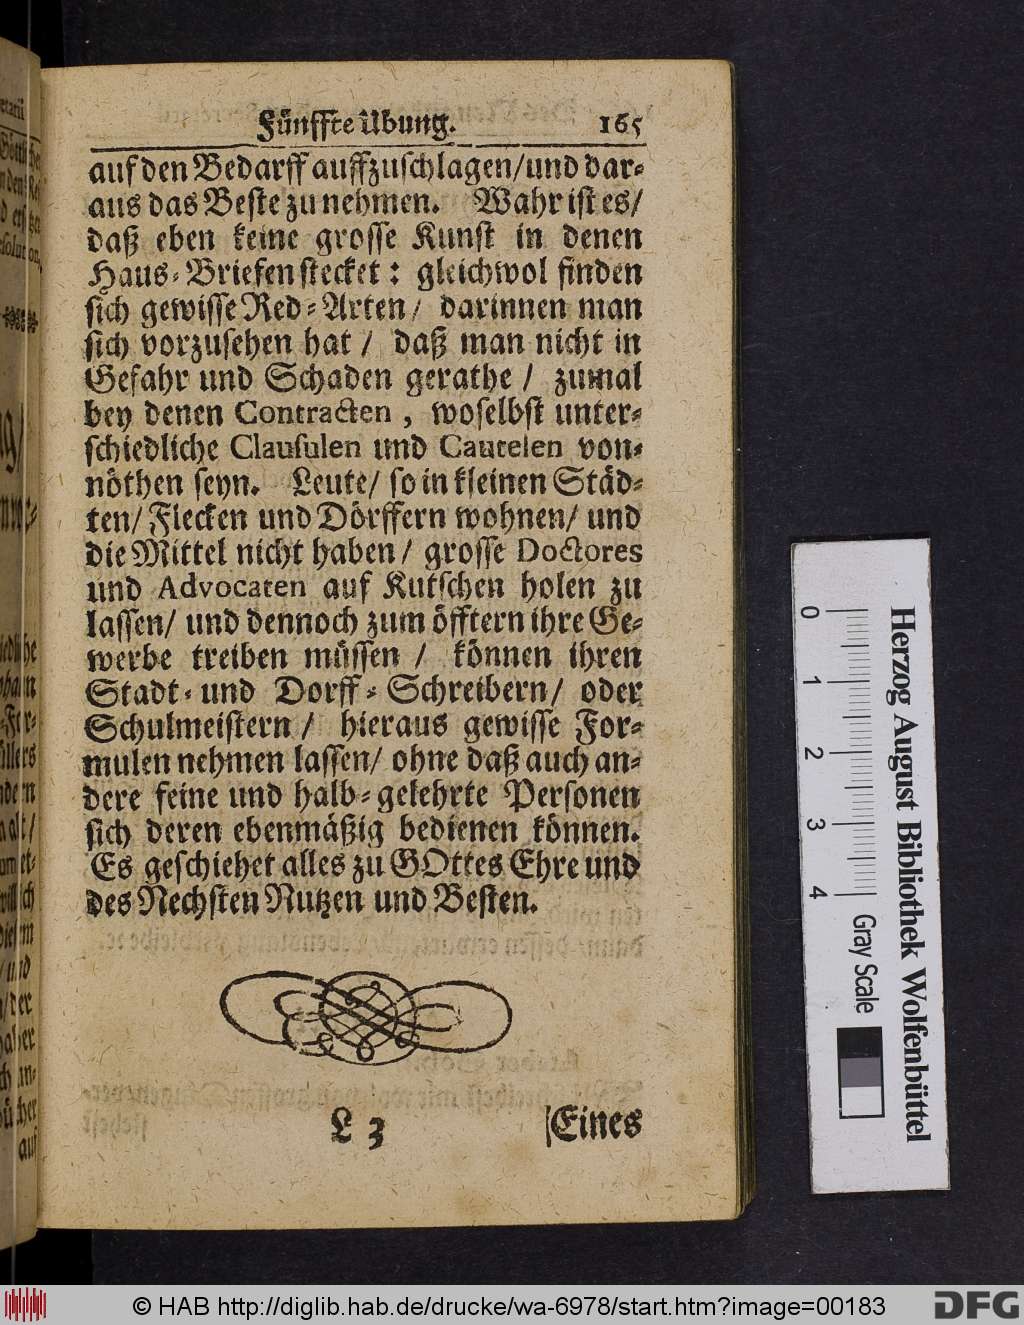 Fünffte Übung. 165
auf den Bedarff auffzuschlagen/und dar-
aus das Beste zu nehmen. Wahr ist es/
daß eben keine grosse Kunst in denen
Haus-Briefen stecket: gleichwol finden
sich gewisse Red-Arten/ darinnen man
sich vorzusehen hat / daß man nicht in
Gefahr und Schaden gerathe / zumal
bey denen Contracten , woselbst unter-
schiedliche Clausulen und Cautelen von-
nöthen seyn. Leute/ so in kleinen Städ-
ten/ Flecken und Dörffern wohnen/ und
die Mittel nicht haben/ grosse Doctores
und Advocaten auf Kutschen holen zu
lassen/ und dennoch zum öfftern ihre Ge-
werbe treiben müssen / können ihren
Stadt- und Dorff-Schreibern/ oder
Schulmeistern / hieraus gewisse For-
mulen nehmen lassen/ ohne daß auch an-
dere feine und halb-gelehrte Personen
sich deren ebenmäßig bedienen können.
Es geschiehet alles zu GOttes Ehre und
des Nechsten Nutzen und Besten.
L 3 Eines
Herzog August Bibliothek Wolfenbüttel
0 1 2 3 4 Gray Scale
© HAB http://diglib.hab.de/drucke/wa-6978/start.htm?image=00183 DFG